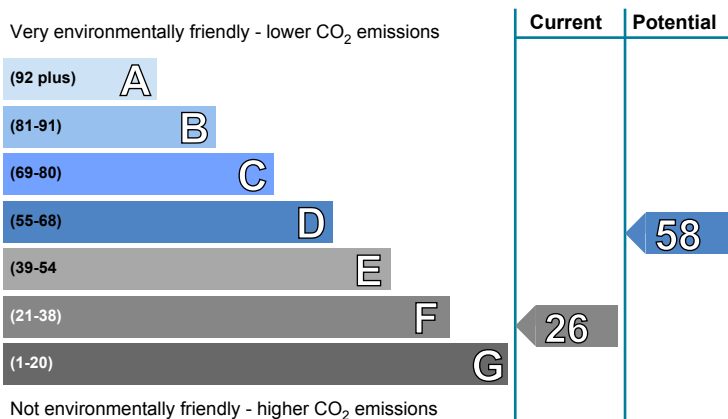 Current Potential
Very environmentally friendly - lower CO₂ emissions
(92 plus) A
(81-91) B
(69-80) C
(55-68) D
58
(39-54 E
(21-38) F
26
(1-20) G
Not environmentally friendly - higher CO₂ emissions